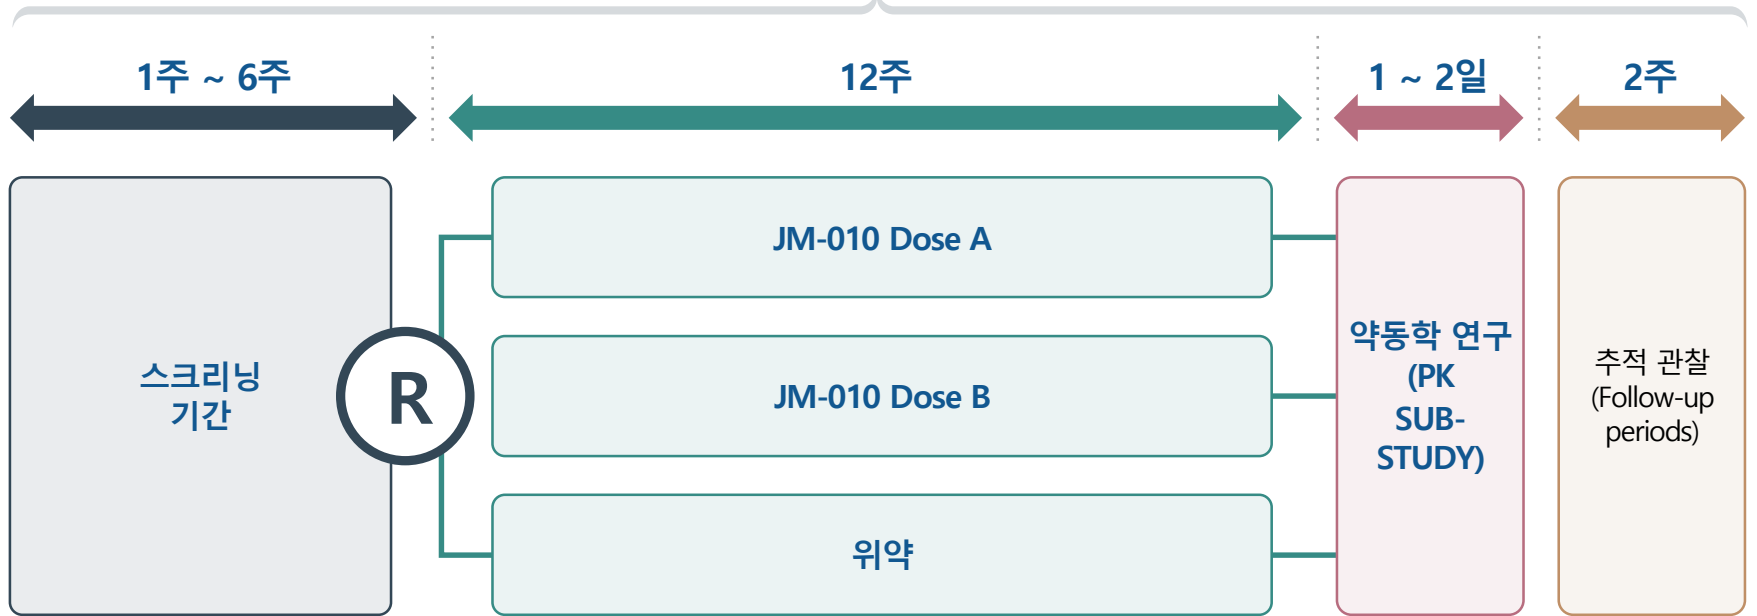 1주 ~ 6주
12주
1 ~ 2일
2주
스크리닝
기간
R
JM-010 Dose A
JM-010 Dose B
위약
약동학 연구
(PK
SUB-
STUDY)
추적 관찰
(Follow-up
periods)